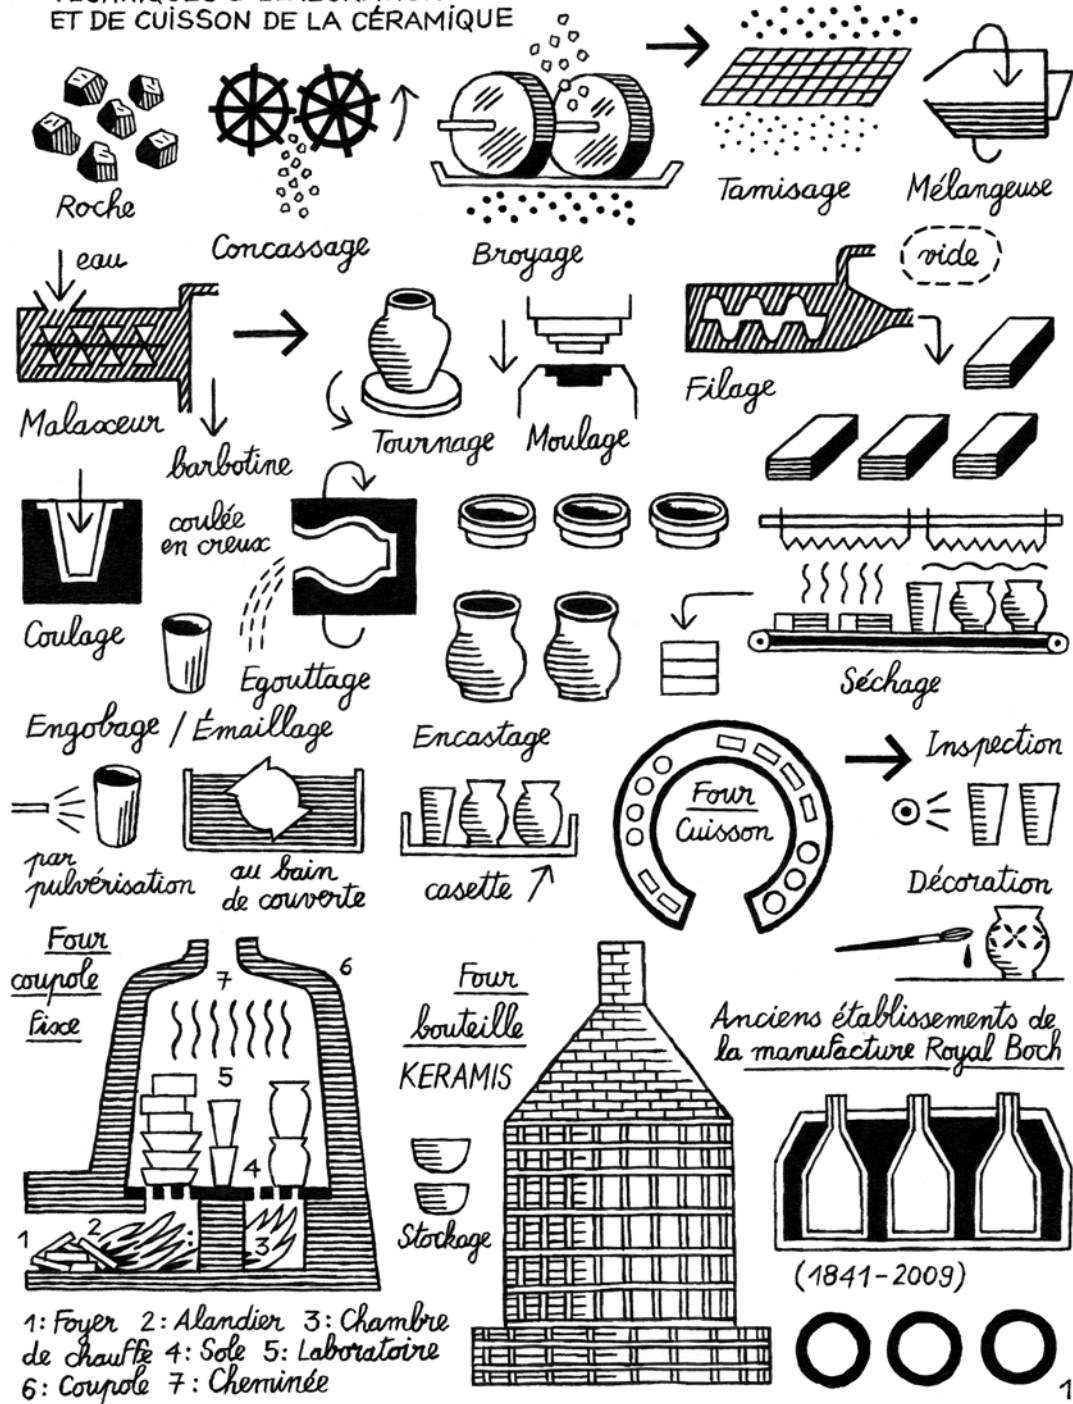 ET DE CUISSON DE LA CÉRAMIQUE
Roche
Concassage
Broyage
Tamisage
Mélangeuse
eau
Malaxeur
barbotine
Tournage
Moulage
Filage
vide
Coulage
coulée
en creux
Egouttage
Séchage
Engobage / Émaillage
par
pulvérisation
au bain
de couverte
Encastage
casette
Four
Cuisson
Inspection
Décoration
Four
coupole
fixe
7
6
5
4
1
2
3
1: Foyer 2: Alandier 3: Chambre
de chauffe 4: Sole 5: Laboratoire
6: Coupole 7: Cheminée
Four
bouteille
KERAMIS
Stockage
Anciens établissements de
la manufacture Royal Boch
(1841-2009)
1